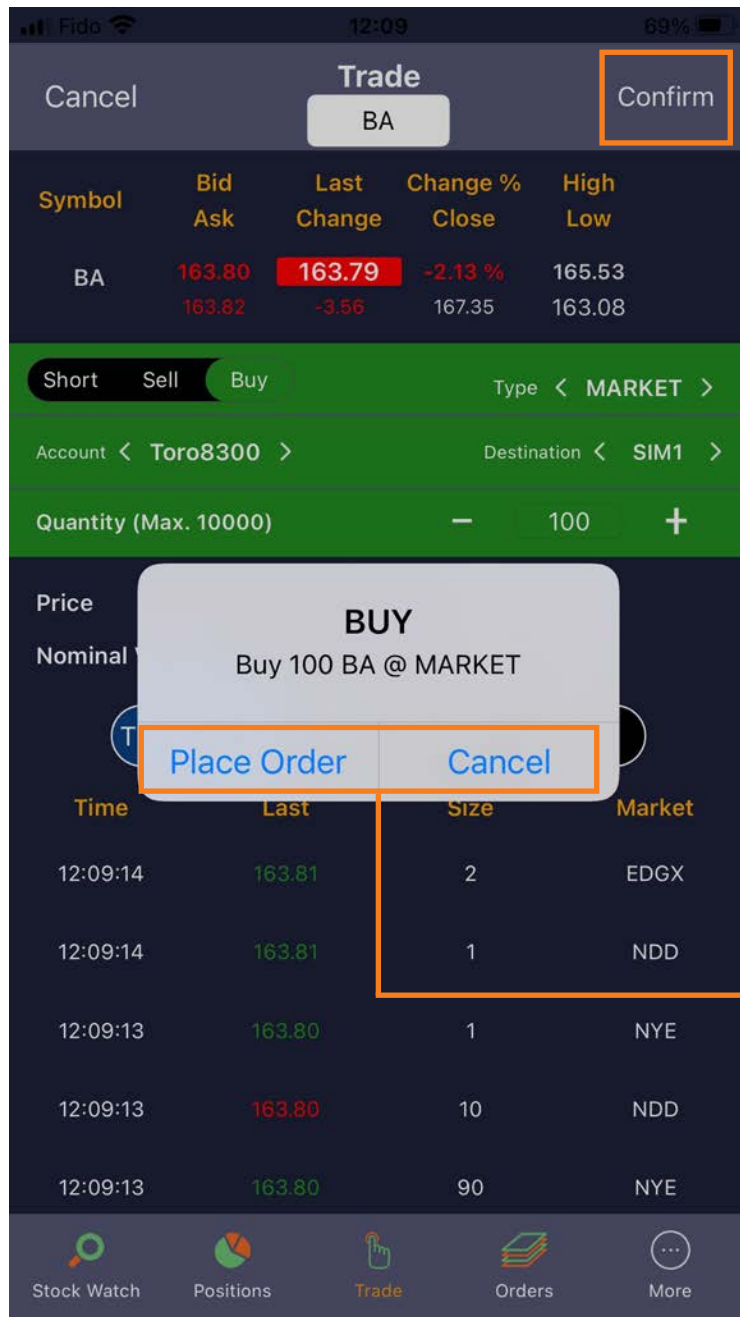 Fido 12:09 69%
Cancel Trade Confirm
BA
Symbol Bid Last Change % High
Ask Change Close Low
BA 163.80 163.79 -2.13 % 165.53
163.82 -3.56 167.35 163.08
Short Sell Buy Type < MARKET >
Account < Toro8300 > Destination < SIM1 >
Quantity (Max. 10000) − 100 +
Price
Nominal
BUY
Buy 100 BA @ MARKET
T
Place Order Cancel
Time Last Size Market
12:09:14 163.81 2 EDGX
12:09:14 163.81 1 NDD
12:09:13 163.80 1 NYE
12:09:13 163.80 10 NDD
12:09:13 163.80 90 NYE
Stock Watch Positions Trade Orders More